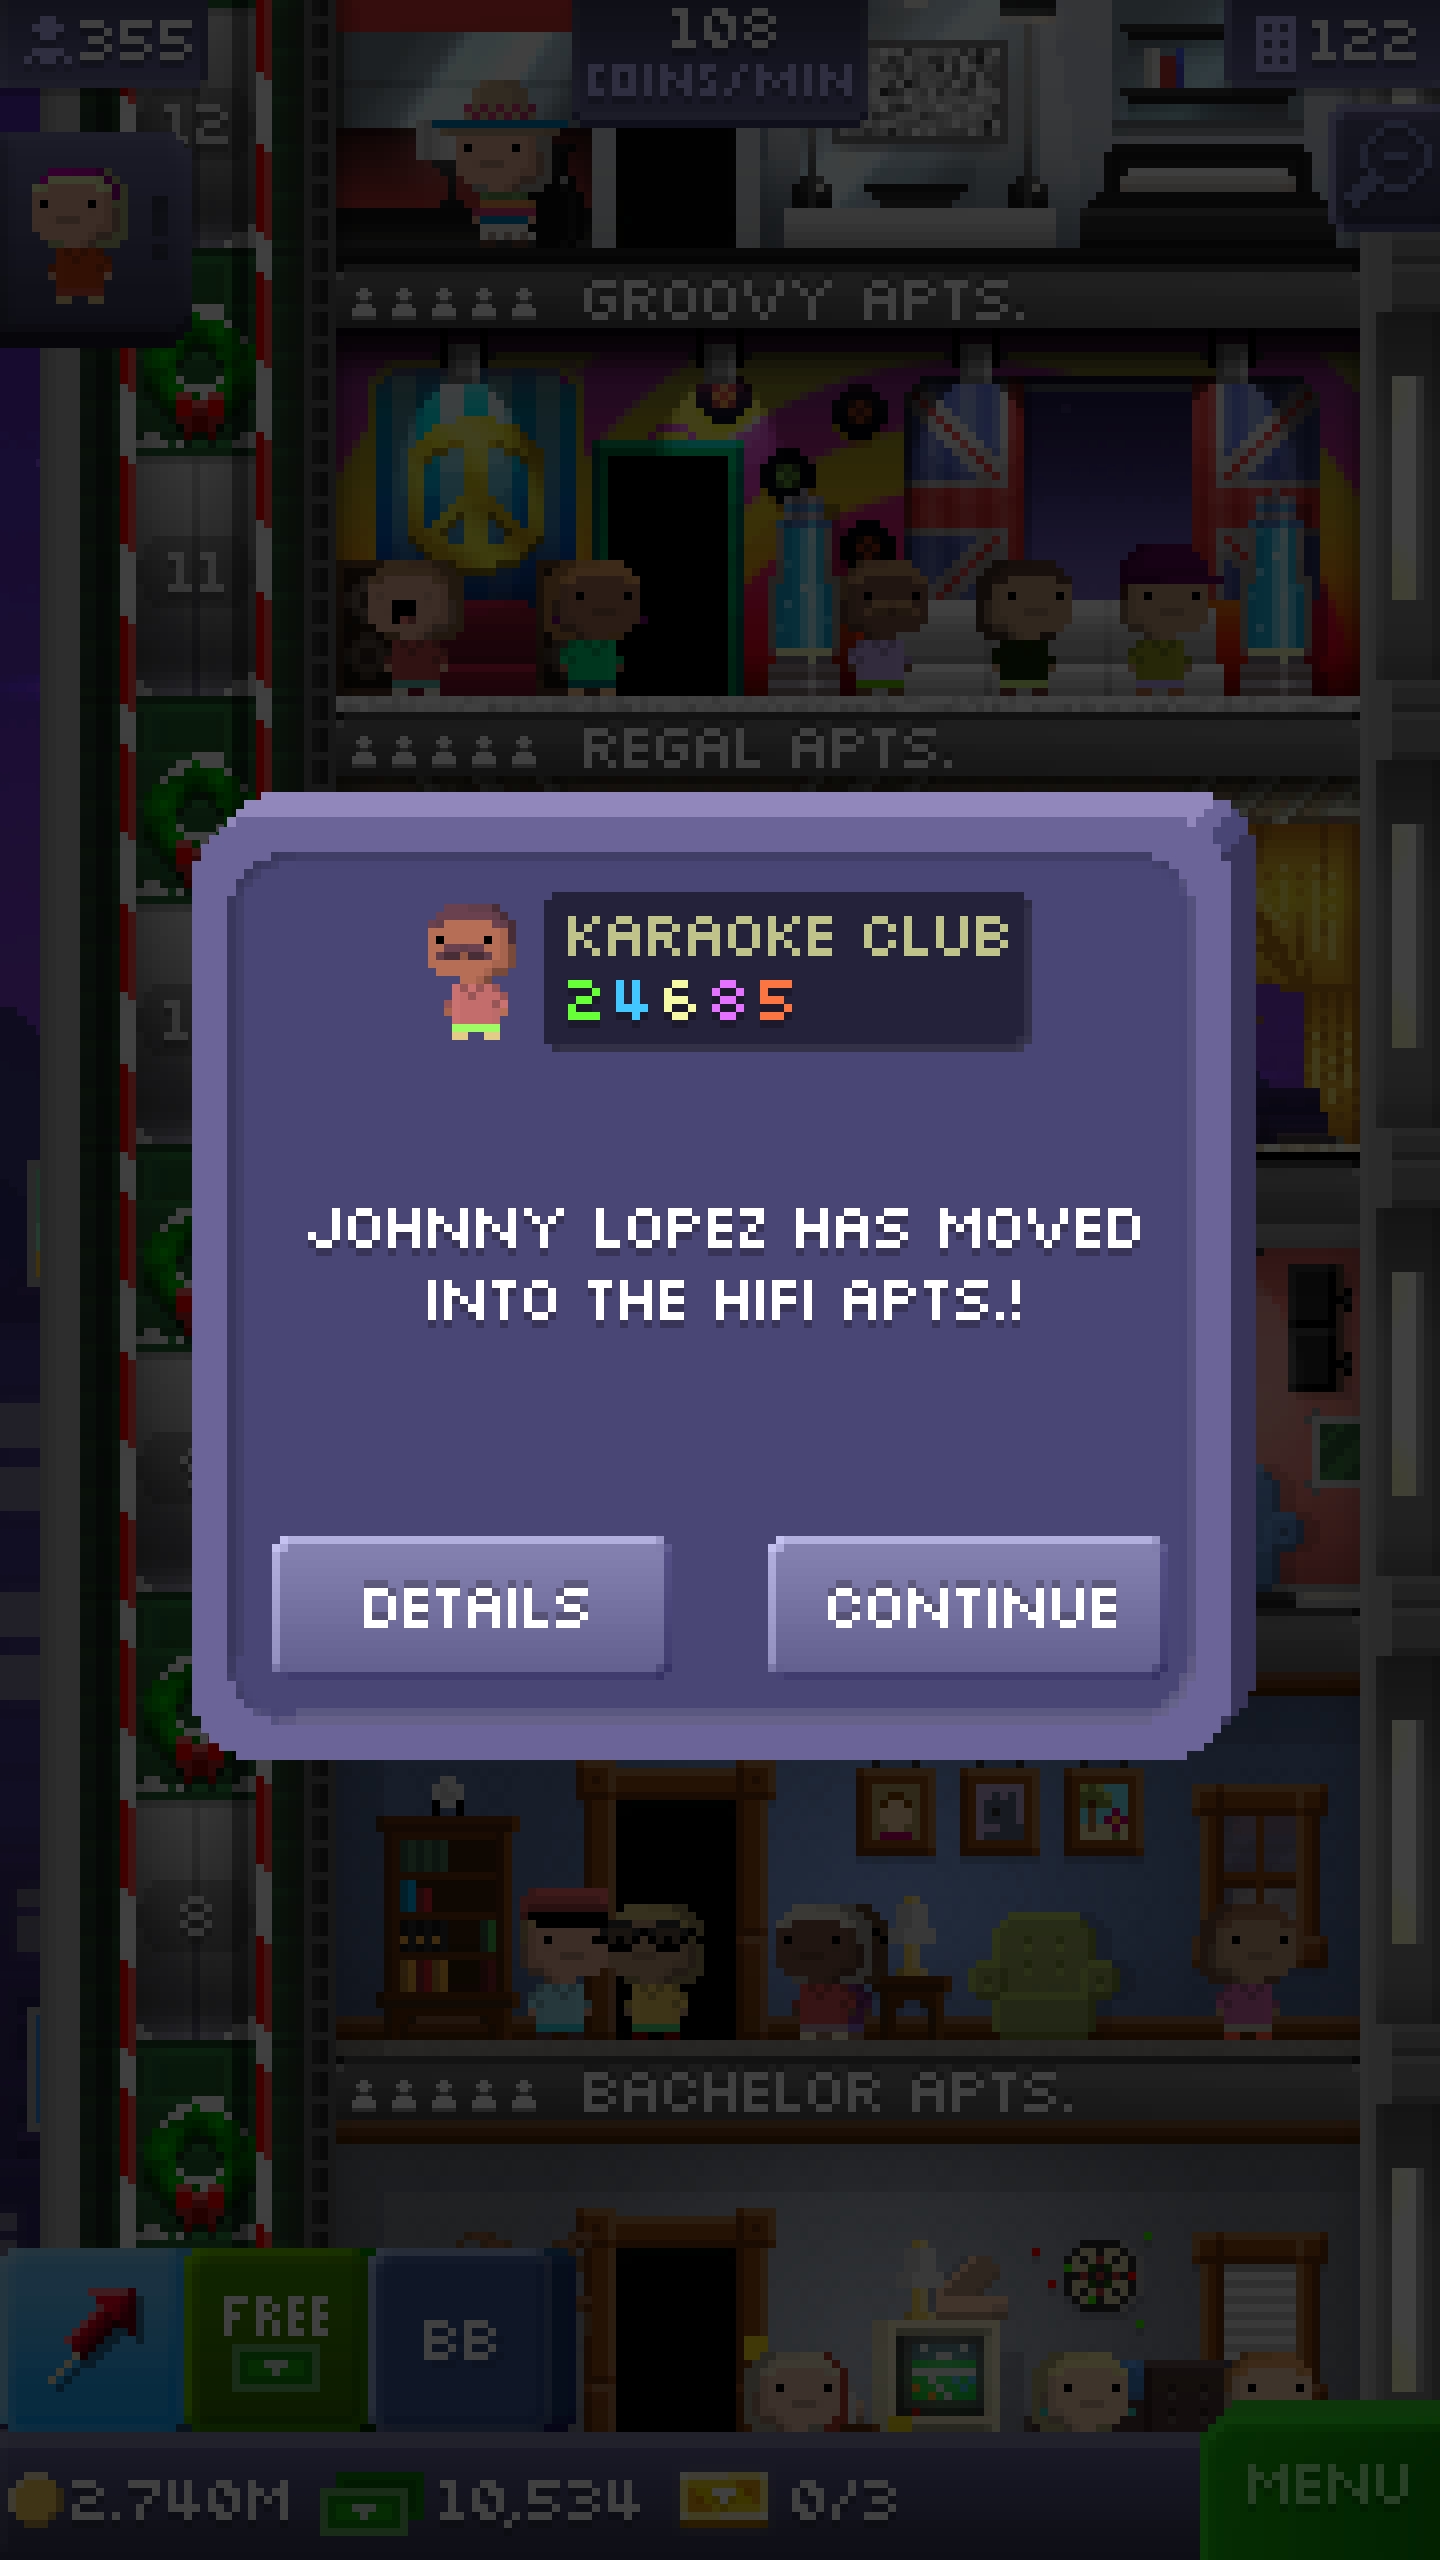 355
108
COINS/MIN
122
12
GROOVY APTS.
11
REGAL APTS.
KARAOKE CLUB
24685
JOHNNY LOPEZ HAS MOVED
INTO THE HIFI APTS.!
DETAILS
CONTINUE
8
BACHELOR APTS.
FREE
BB
2.740M
10,534
0/3
MENU